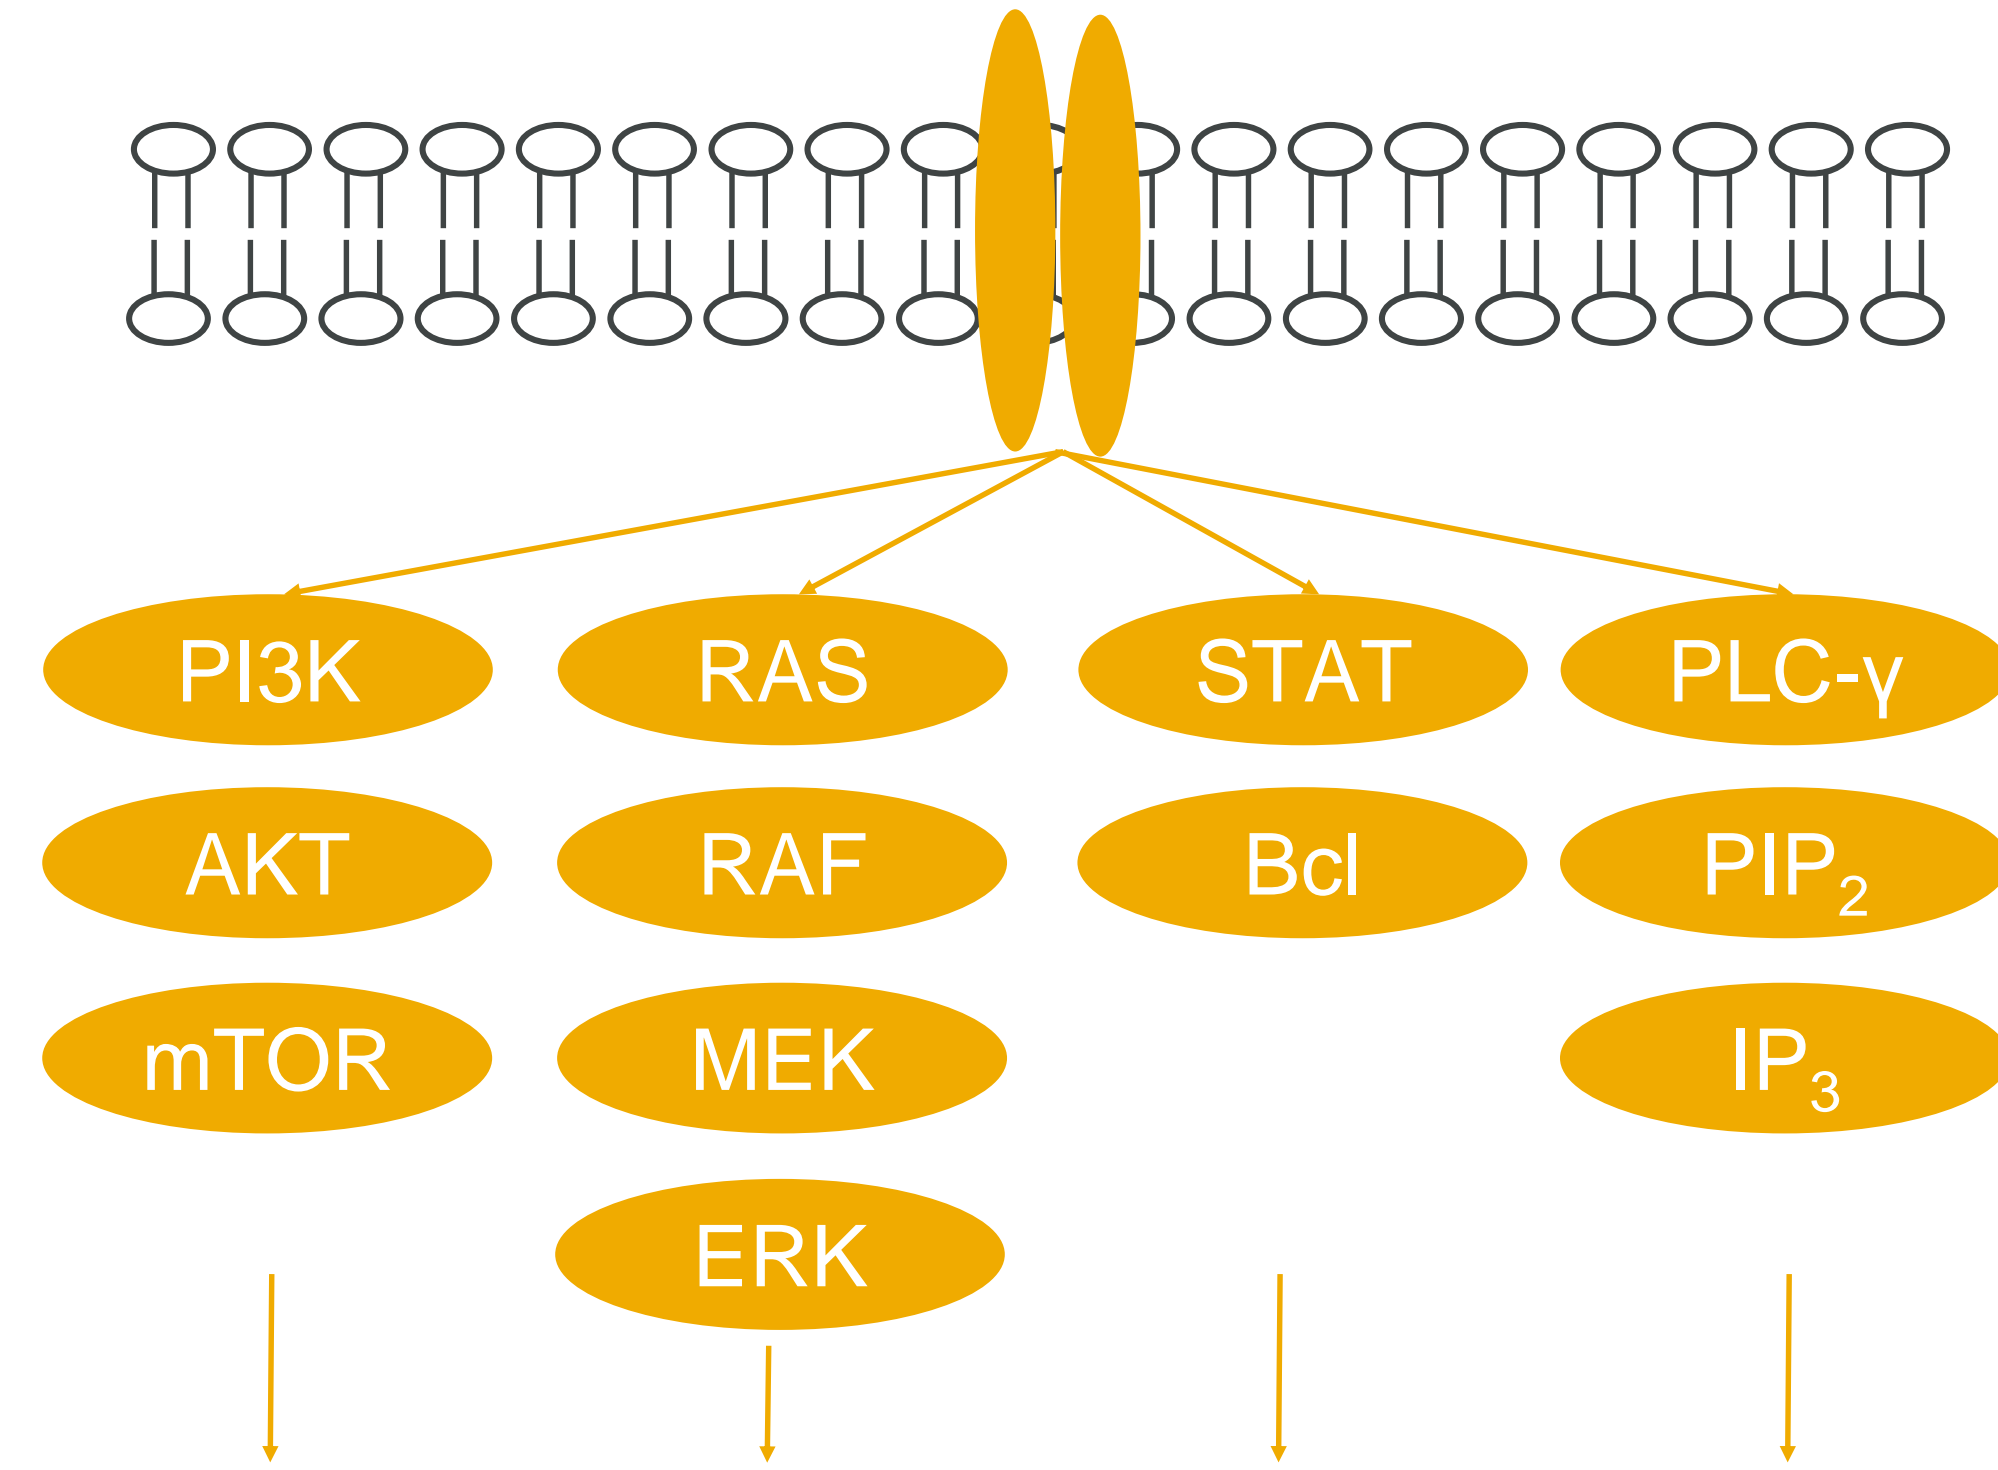 PI3K
RAS
STAT
PLC-γ
AKT
RAF
Bcl
PIP₂
mTOR
MEK
IP₃
ERK